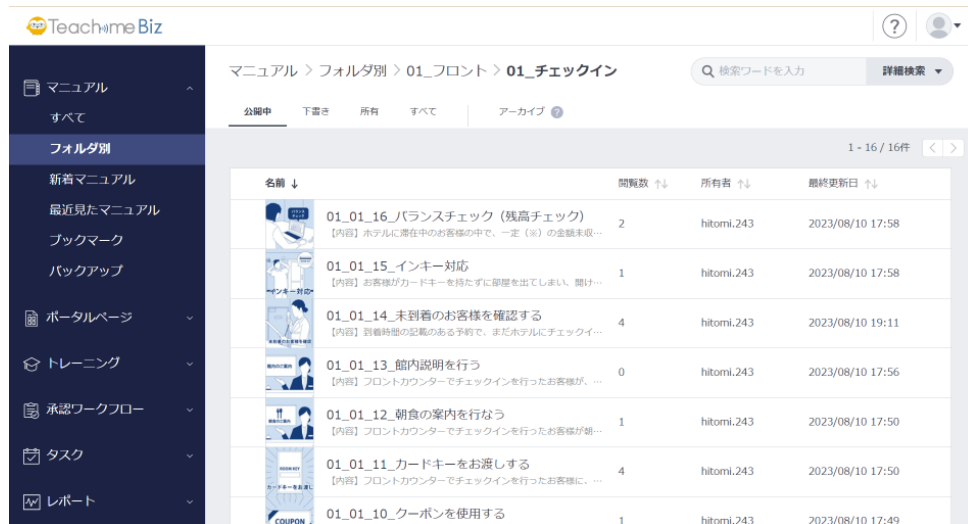 Teach me Biz
?
マニュアル
すべて
フォルダ別
新着マニュアル
最近見たマニュアル
ブックマーク
バックアップ
ポータルページ
トレーニング
承認ワークフロー
タスク
レポート
マニュアル > フォルダ別 > 01_フロント > 01_チェックイン
検索ワードを入力
詳細検索 ▼
公開中 下書き 所有 すべて アーカイブ ?
1 - 16 / 16件 < >
名前 ↓ 閲覧数 ↑↓ 所有者 ↑↓ 最終更新日 ↑↓
01_01_16_バランスチェック（残高チェック）
【内容】ホテルに滞在中のお客様の中で、一定（※）の金額未収…
2 hitomi.243 2023/08/10 17:58
インキー対応
01_01_15_インキー対応
【内容】お客様がカードキーを持たずに部屋を出てしまい、開け…
1 hitomi.243 2023/08/10 17:58
01_01_14_未到着のお客様を確認する
【内容】到着時間の記載のある予約で、まだホテルにチェックイ…
4 hitomi.243 2023/08/10 19:11
01_01_13_館内説明を行う
【内容】フロントカウンターでチェックインを行ったお客様が、…
0 hitomi.243 2023/08/10 17:56
01_01_12_朝食の案内を行なう
【内容】フロントカウンターでチェックインを行ったお客様が朝…
1 hitomi.243 2023/08/10 17:50
ROOM KEY
カードキーをお渡し
01_01_11_カードキーをお渡しする
【内容】フロントカウンターでチェックインを行ったお客様に、…
4 hitomi.243 2023/08/10 17:50
COUPON
01_01_10_クーポンを使用する
1 hitomi.243 2023/08/10 17:49